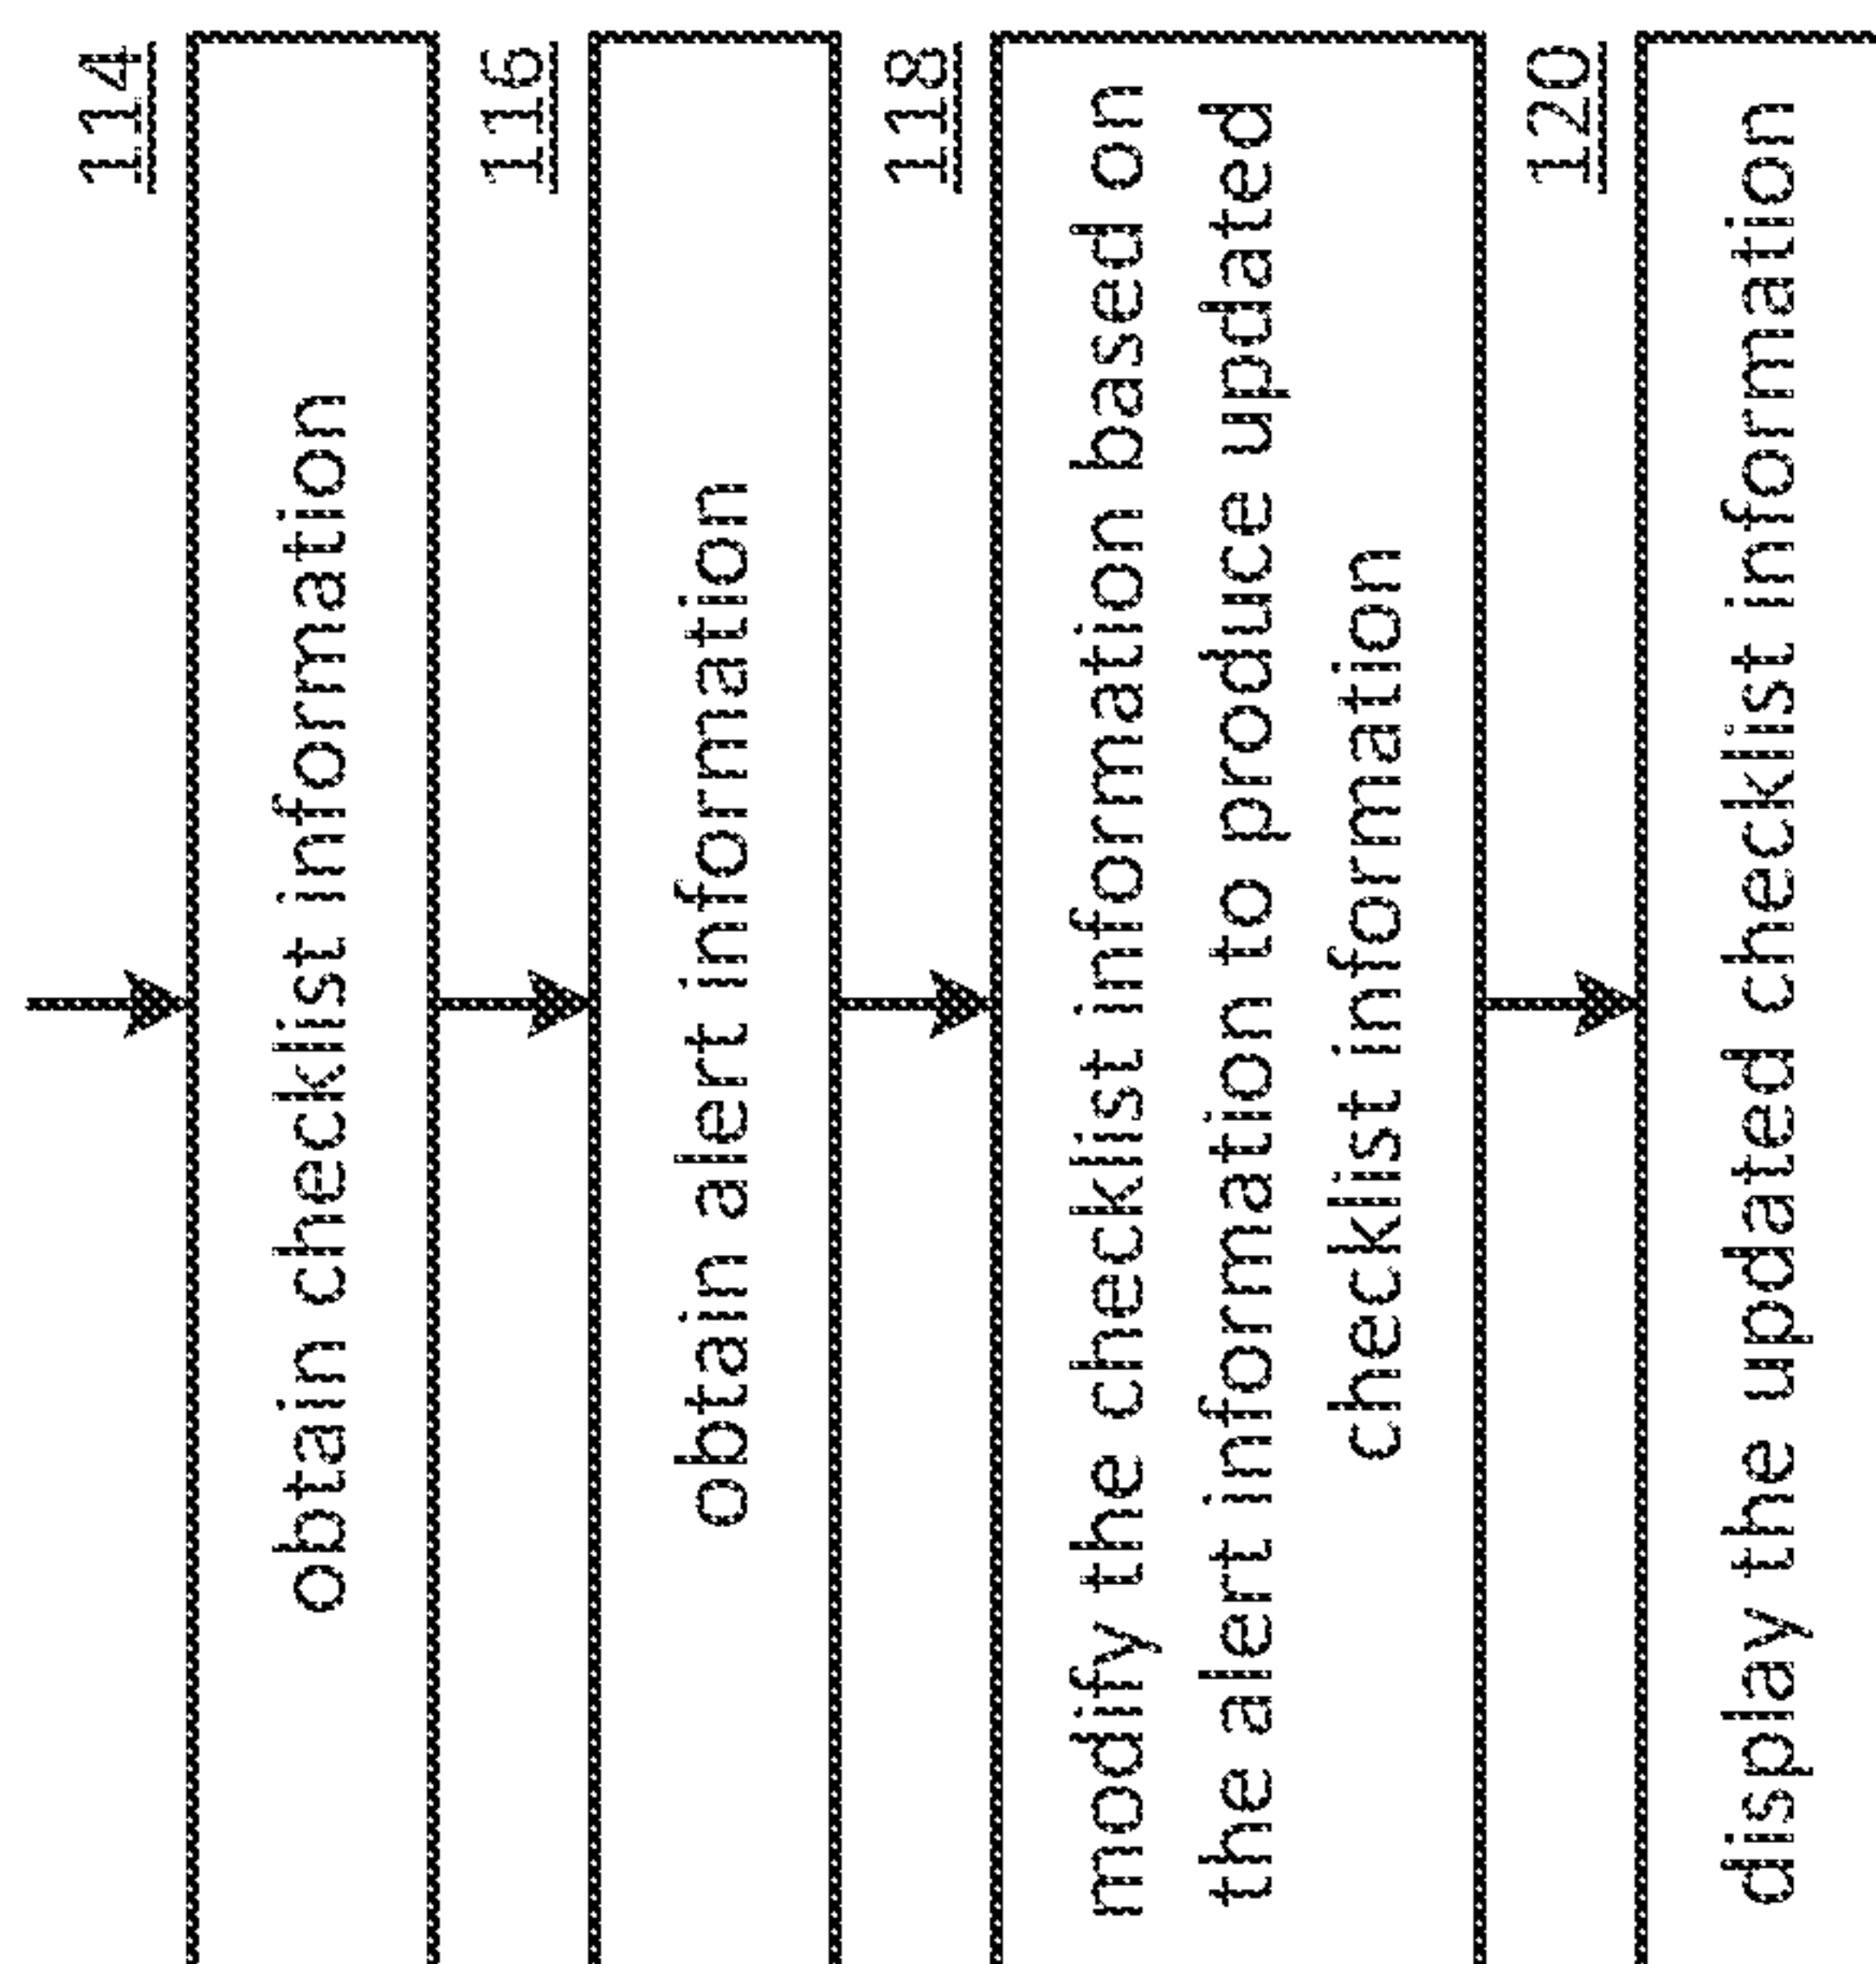 114
obtain checklist information
116
obtain alert information
118
modify the checklist information based on
the alert information to produce updated
checklist information
120
display the updated checklist information